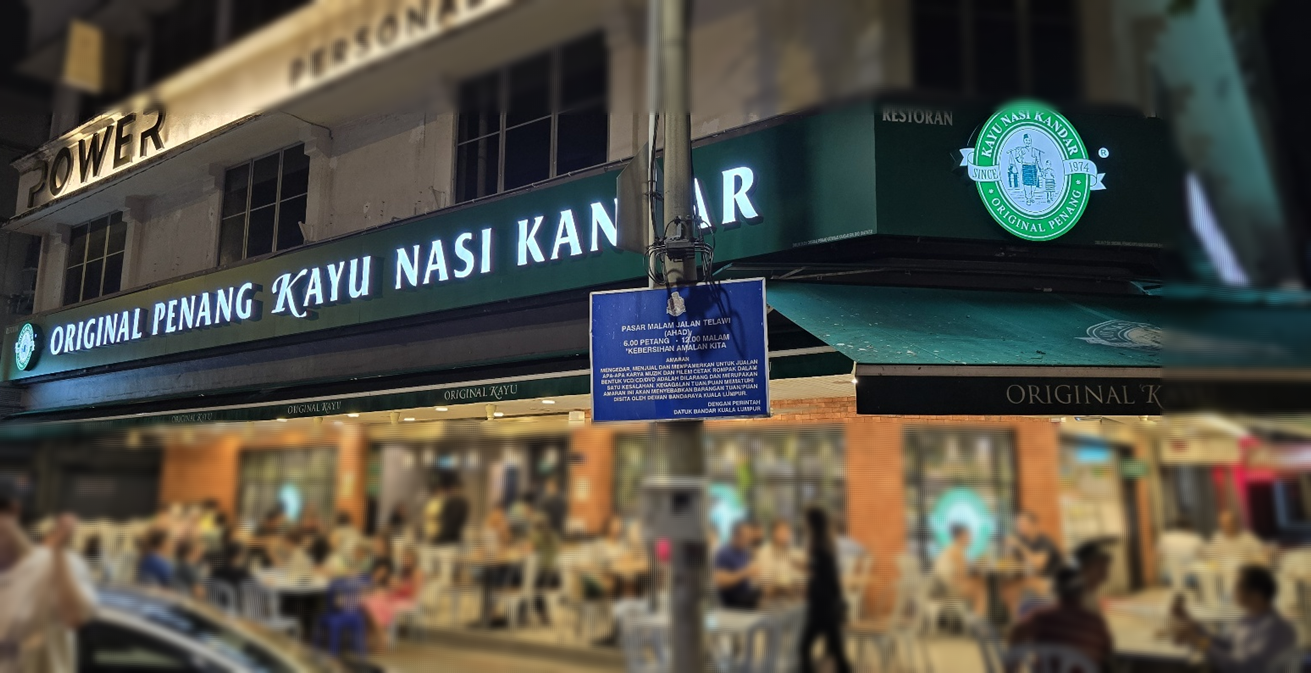 PERSONAL
POWER
RESTORAN
KAYU NASI KANDAR
SINCE 1974
ORIGINAL PENANG
®
ORIGINAL PENANG KAYU NASI KANDAR
PASAR MALAM JALAN TELAWI
(AHAD)
6.00 PETANG - 12.00 MALAM
"KEBERSIHAN AMALAN KITA
AMARAN
MENGEDAR, MENJUAL DAN MEMPAMERKAN UNTUK JUALAN
APA-APA KARYA MUZIK DAN FILEM CETAK ROMPAK DALAM
BENTUK VCD/CD/DVD ADALAH DILARANG DAN MERUPAKAN
SATU KESALAHAN. KEGAGALAN TUAN/PUAN MEMATUHI
AMARAN INI AKAN MENYEBABKAN BARANGAN TUAN/PUAN
DISITA OLEH DEWAN BANDARAYA KUALA LUMPUR.
DENGAN PERINTAH
DATUK BANDAR KUALA LUMPUR
ORIGINAL KAYU
ORIGINAL KAYU
ORIGINAL KAYU
ORIGINAL K